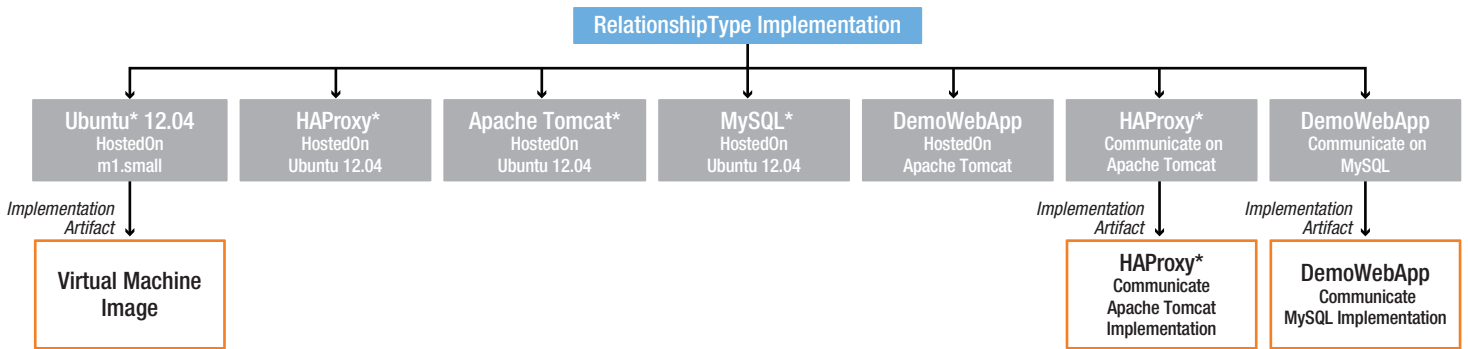 RelationshipType Implementation
Ubuntu* 12.04
HostedOn
m1.small
HAProxy*
HostedOn
Ubuntu 12.04
Apache Tomcat*
HostedOn
Ubuntu 12.04
MySQL*
HostedOn
Ubuntu 12.04
DemoWebApp
HostedOn
Apache Tomcat
HAProxy*
Communicate on
Apache Tomcat
DemoWebApp
Communicate on
MySQL
Implementation
Artifact
Implementation
Artifact
Implementation
Artifact
Virtual Machine
Image
HAProxy*
Communicate
Apache Tomcat
Implementation
DemoWebApp
Communicate
MySQL Implementation